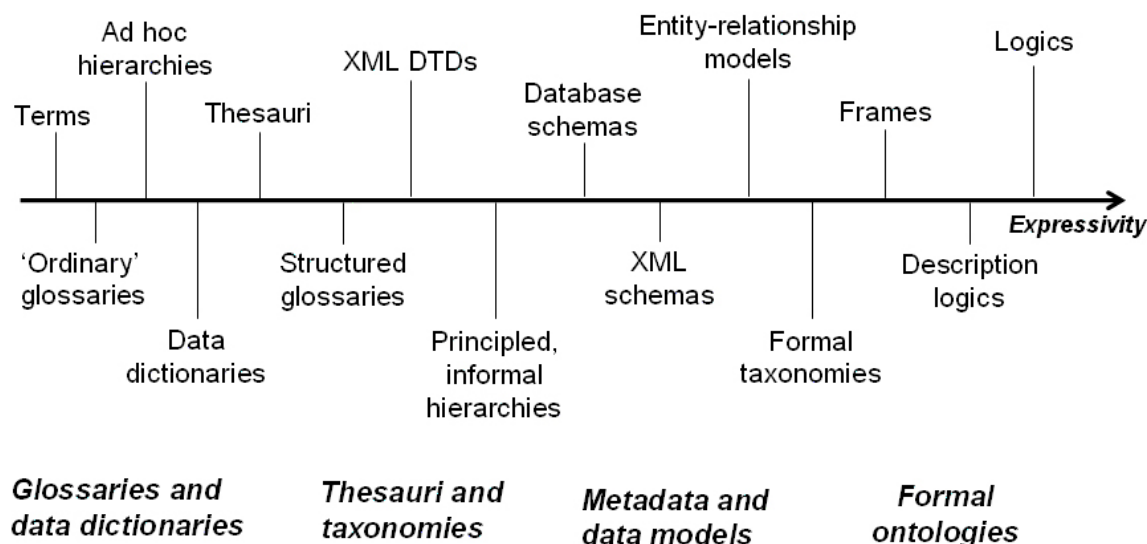 Ad hoc
hierarchies
Terms
Thesauri
XML DTDs
Database
schemas
Entity-relationship
models
Frames
Logics
Expressivity
‘Ordinary’
glossaries
Data
dictionaries
Structured
glossaries
Principled,
informal
hierarchies
XML
schemas
Formal
taxonomies
Description
logics
Glossaries and
data dictionaries
Thesauri and
taxonomies
Metadata and
data models
Formal
ontologies